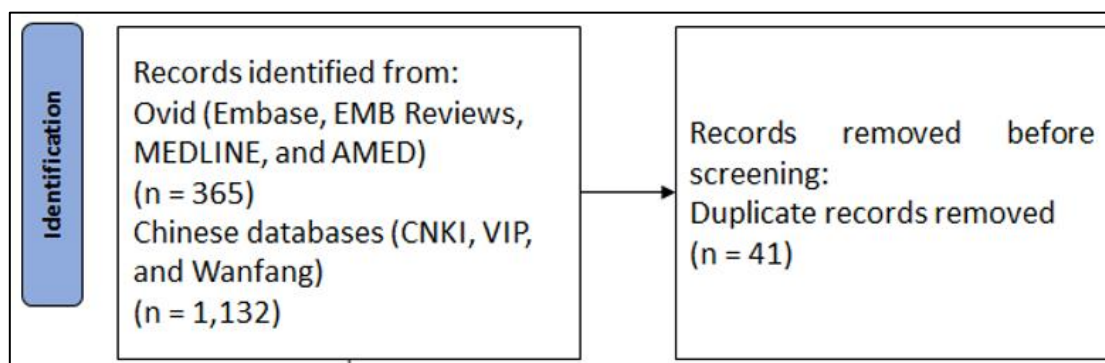 Identification
Records identified from:
Ovid (Embase, EMB Reviews,
MEDLINE, and AMED)
(n = 365)
Chinese databases (CNKI, VIP,
and Wanfang)
(n = 1,132)
Records removed before
screening:
Duplicate records removed
(n = 41)